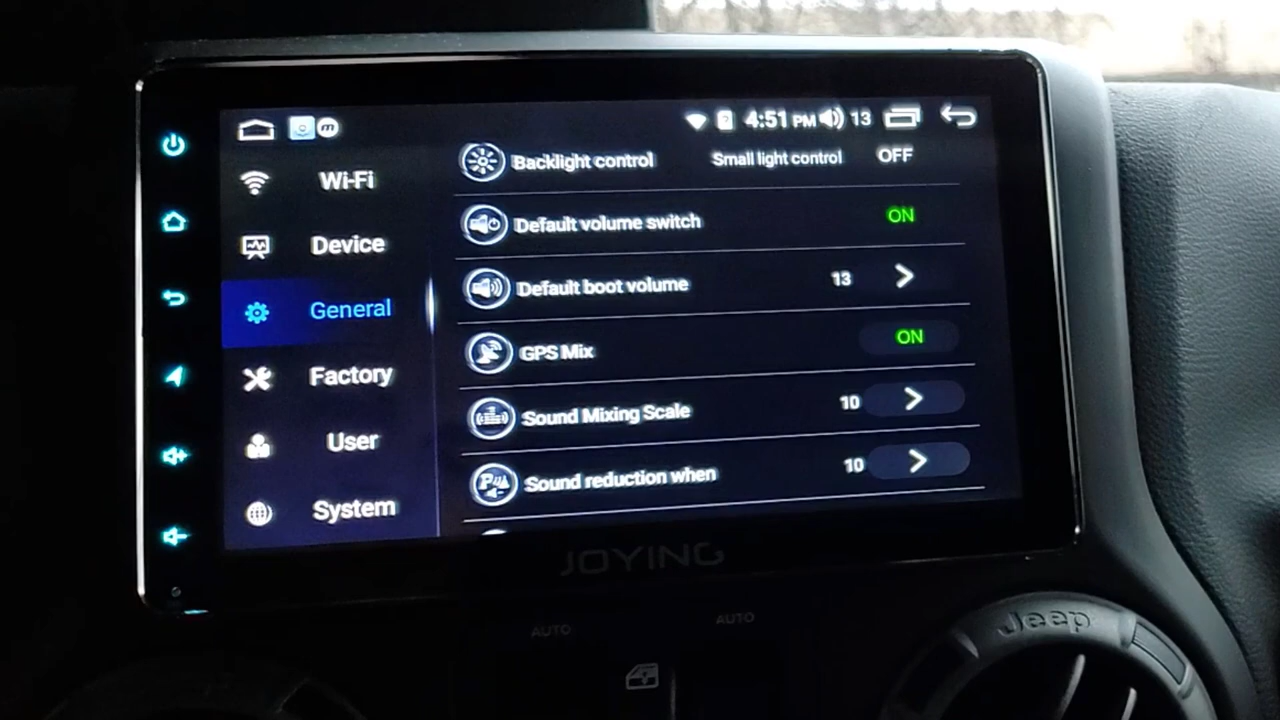 m
4:51 PM 13
Wi-Fi
Device
General
Factory
User
System
Backlight control Small light control OFF
Default volume switch ON
Default boot volume 13
GPS Mix ON
Sound Mixing Scale 10
Sound reduction when 10
JOYING
AUTO AUTO
Jeep